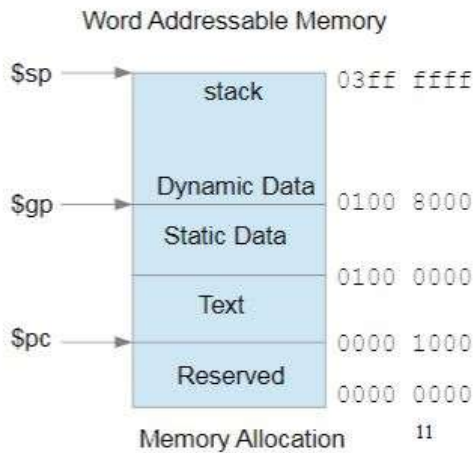 Word Addressable Memory
$sp
stack
03ff ffff
Dynamic Data
$gp
0100 8000
Static Data
0100 0000
Text
$pc
0000 1000
Reserved
0000 0000
Memory Allocation
11